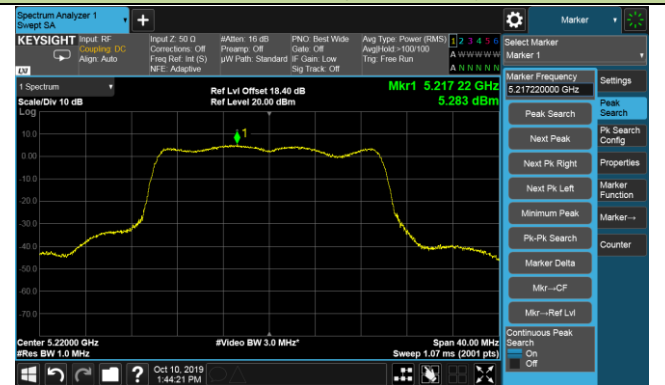 Spectrum Analyzer 1
Swept SA
Marker
KEYSIGHT
Input: RF
Coupling: DC
Align: Auto
Input Z: 50 Ω
Corrections: Off
Freq Ref: Int (S)
NFE: Adaptive
#Atten: 16 dB
Preamp: Off
µW Path: Standard
PNO: Best Wide
Gate: Off
IF Gain: Low
Sig Track: Off
Avg Type: Power (RMS)
Avg|Hold:>100/100
Trig: Free Run
1 2 3 4 5 6
A W W W W W
A N N N N N
LXI
Select Marker
Marker 1
1 Spectrum
Scale/Div 10 dB
Log
Ref Lvl Offset 18.40 dB
Ref Level 20.00 dBm
Mkr1 5.217 22 GHz
5.283 dBm
1
10.0
0.00
-10.0
-20.0
-30.0
-40.0
-50.0
-60.0
-70.0
Center 5.22000 GHz
#Res BW 1.0 MHz
#Video BW 3.0 MHz*
Span 40.00 MHz
Sweep 1.07 ms (2001 pts)
Marker Frequency
5.217220000 GHz
Peak Search
Next Peak
Next Pk Right
Next Pk Left
Minimum Peak
Pk-Pk Search
Marker Delta
Mkr→CF
Mkr→Ref Lvl
Continuous Peak
Search
On
Off
Settings
Peak
Search
Pk Search
Config
Properties
Marker
Function
Marker→
Counter
?
Oct 10, 2019
1:44:21 PM